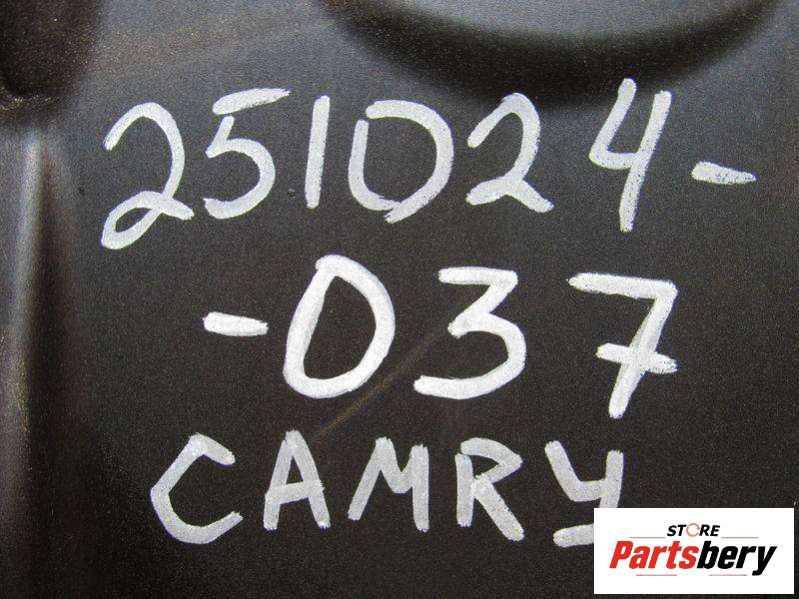 251024-
-037
CAMRY
STORE
Partsbery